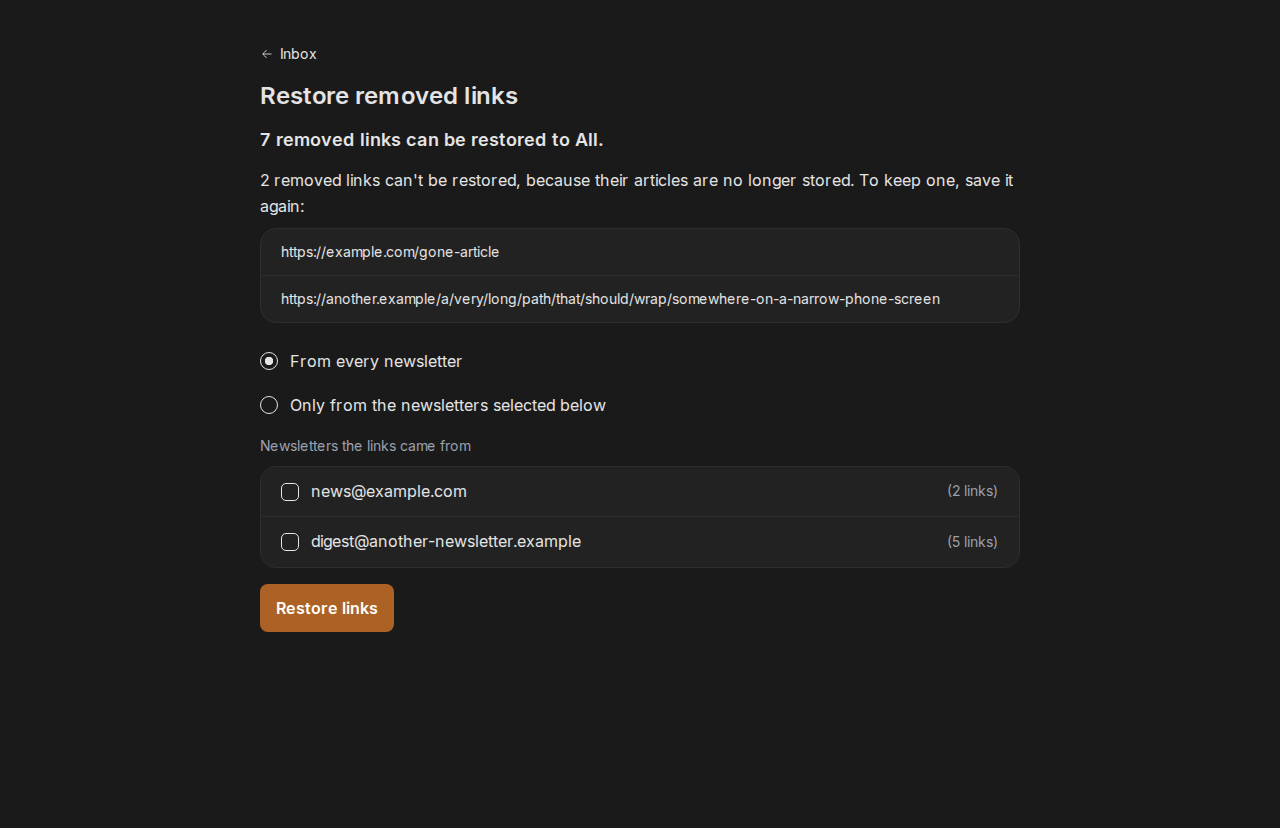 ← Inbox
Restore removed links
7 removed links can be restored to All.
2 removed links can't be restored, because their articles are no longer stored. To keep one, save it
again:
https://example.com/gone-article
https://another.example/a/very/long/path/that/should/wrap/somewhere-on-a-narrow-phone-screen
From every newsletter
Only from the newsletters selected below
Newsletters the links came from
news@example.com (2 links)
digest@another-newsletter.example (5 links)
Restore links